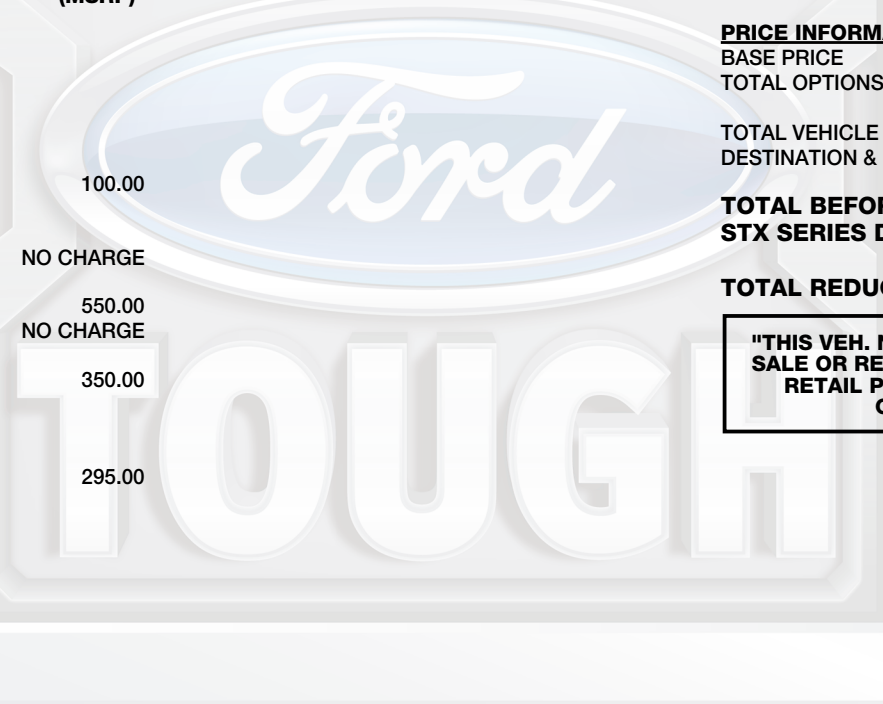 (MSRP)
100.00
NO CHARGE
550.00
NO CHARGE
350.00
295.00
Ford
TOUGH
PRICE INFORMA
BASE PRICE
TOTAL OPTIONS
TOTAL VEHICLE
DESTINATION &
TOTAL BEFOR
STX SERIES D
TOTAL REDUC
"THIS VEH. N
SALE OR RE
RETAIL P